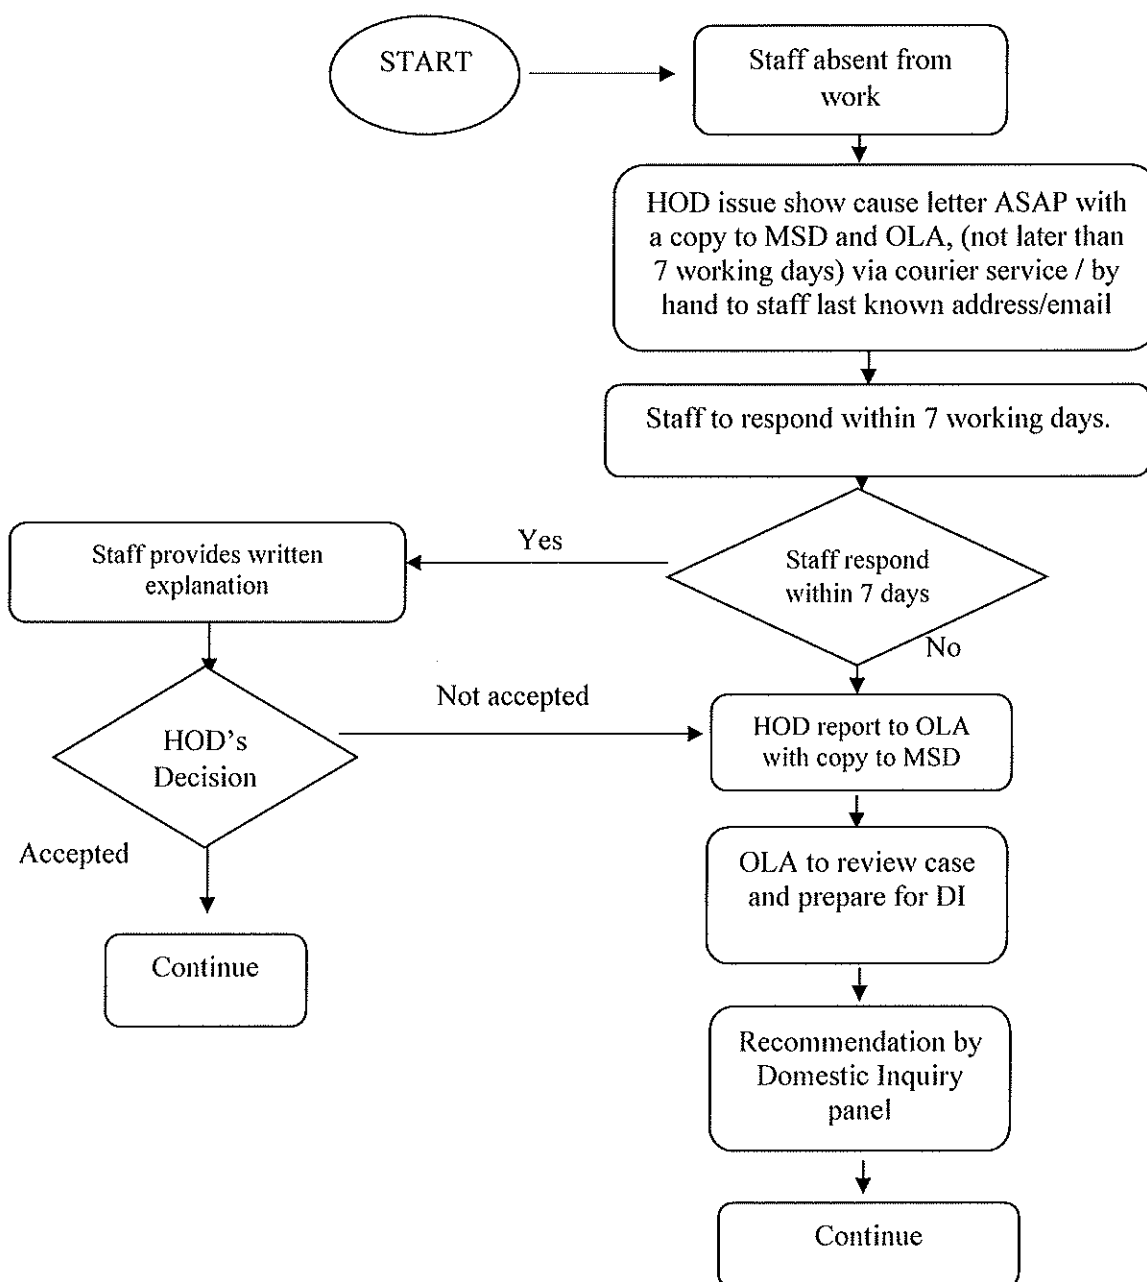 START
Staff absent from
work
HOD issue show cause letter ASAP with
a copy to MSD and OLA, (not later than
7 working days) via courier service / by
hand to staff last known address/email
Staff to respond within 7 working days.
Staff respond
within 7 days
Yes
Staff provides written
explanation
No
Not accepted
HOD's
Decision
HOD report to OLA
with copy to MSD
Accepted
OLA to review case
and prepare for DI
Continue
Recommendation by
Domestic Inquiry
panel
Continue